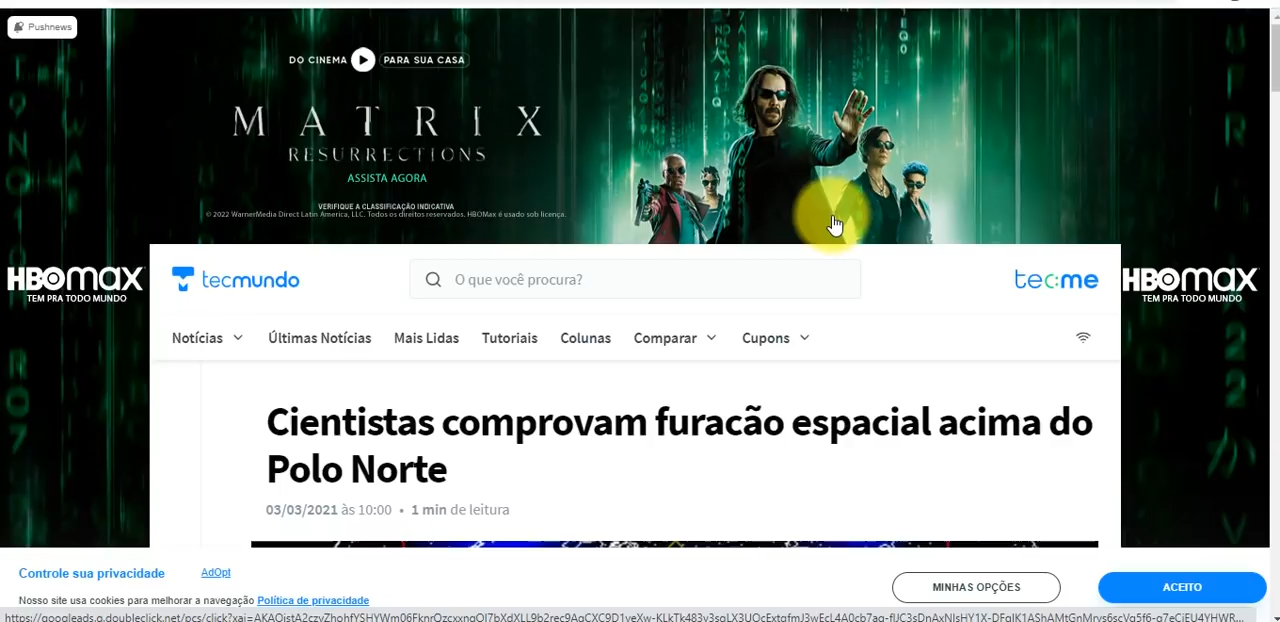 Pushnews
DO CINEMA PARA SUA CASA
MATRIX
RESURRECTIONS
ASSISTA AGORA
VERIFIQUE A CLASSIFICAÇÃO INDICATIVA
© 2022 WarnerMedia Direct Latin America, LLC. Todos os direitos reservados. HBOMax é usado sob licença.
HBOMAX
TEM PRA TODO MUNDO
tecmundo
O que você procura?
tec:me
HBOMAX
TEM PRA TODO MUNDO
Notícias Últimas Notícias Mais Lidas Tutoriais Colunas Comparar Cupons
Cientistas comprovam furacão espacial acima do
Polo Norte
03/03/2021 às 10:00 • 1 min de leitura
Controle sua privacidade AdOpt
MINHAS OPÇÕES ACEITO
Nosso site usa cookies para melhorar a navegação Política de privacidade